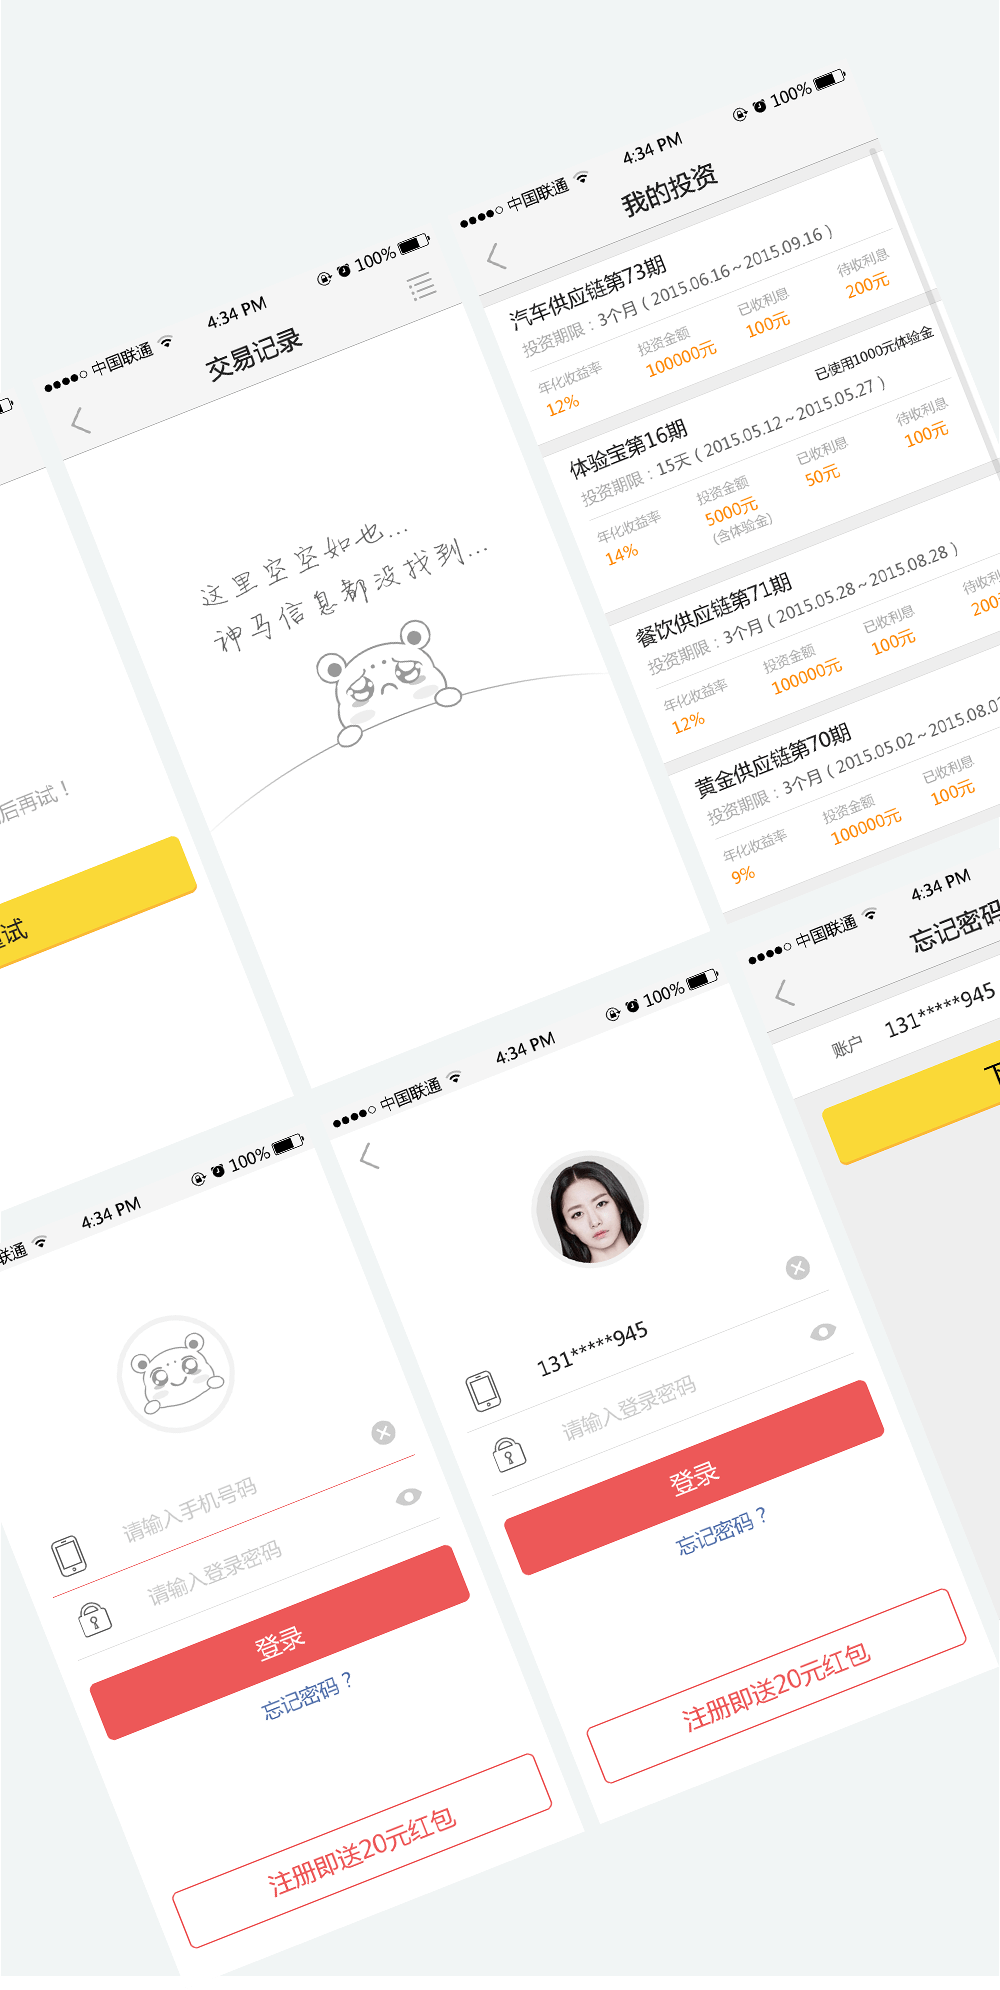 后再试！
试
中国联通 4:34 PM 100%
交易记录
这里空空如也...
神马信息都没找到...
中国联通 4:34 PM 100%
我的投资
汽车供应链第73期
投资期限：3个月（2015.06.16～2015.09.16）
年化收益率 投资金额 已收利息 待收利息
12% 100000元 100元 200元
已使用1000元体验金
体验宝第16期
投资期限：15天（2015.05.12～2015.05.27）
年化收益率 投资金额 已收利息 待收利息
14% 5000元 50元 100元
(含体验金)
餐饮供应链第71期
投资期限：3个月（2015.05.28～2015.08.28）
年化收益率 投资金额 已收利息 待收利
12% 100000元 100元 200
黄金供应链第70期
投资期限：3个月（2015.05.02～2015.08.0
年化收益率 投资金额 已收利息
9% 100000元 100元
联通 4:34 PM 100%
请输入手机号码
请输入登录密码
登录
忘记密码？
注册即送20元红包
中国联通 4:34 PM 100%
131*****945
请输入登录密码
登录
忘记密码？
注册即送20元红包
中国联通 4:34 PM
忘记密码
账户 131*****945